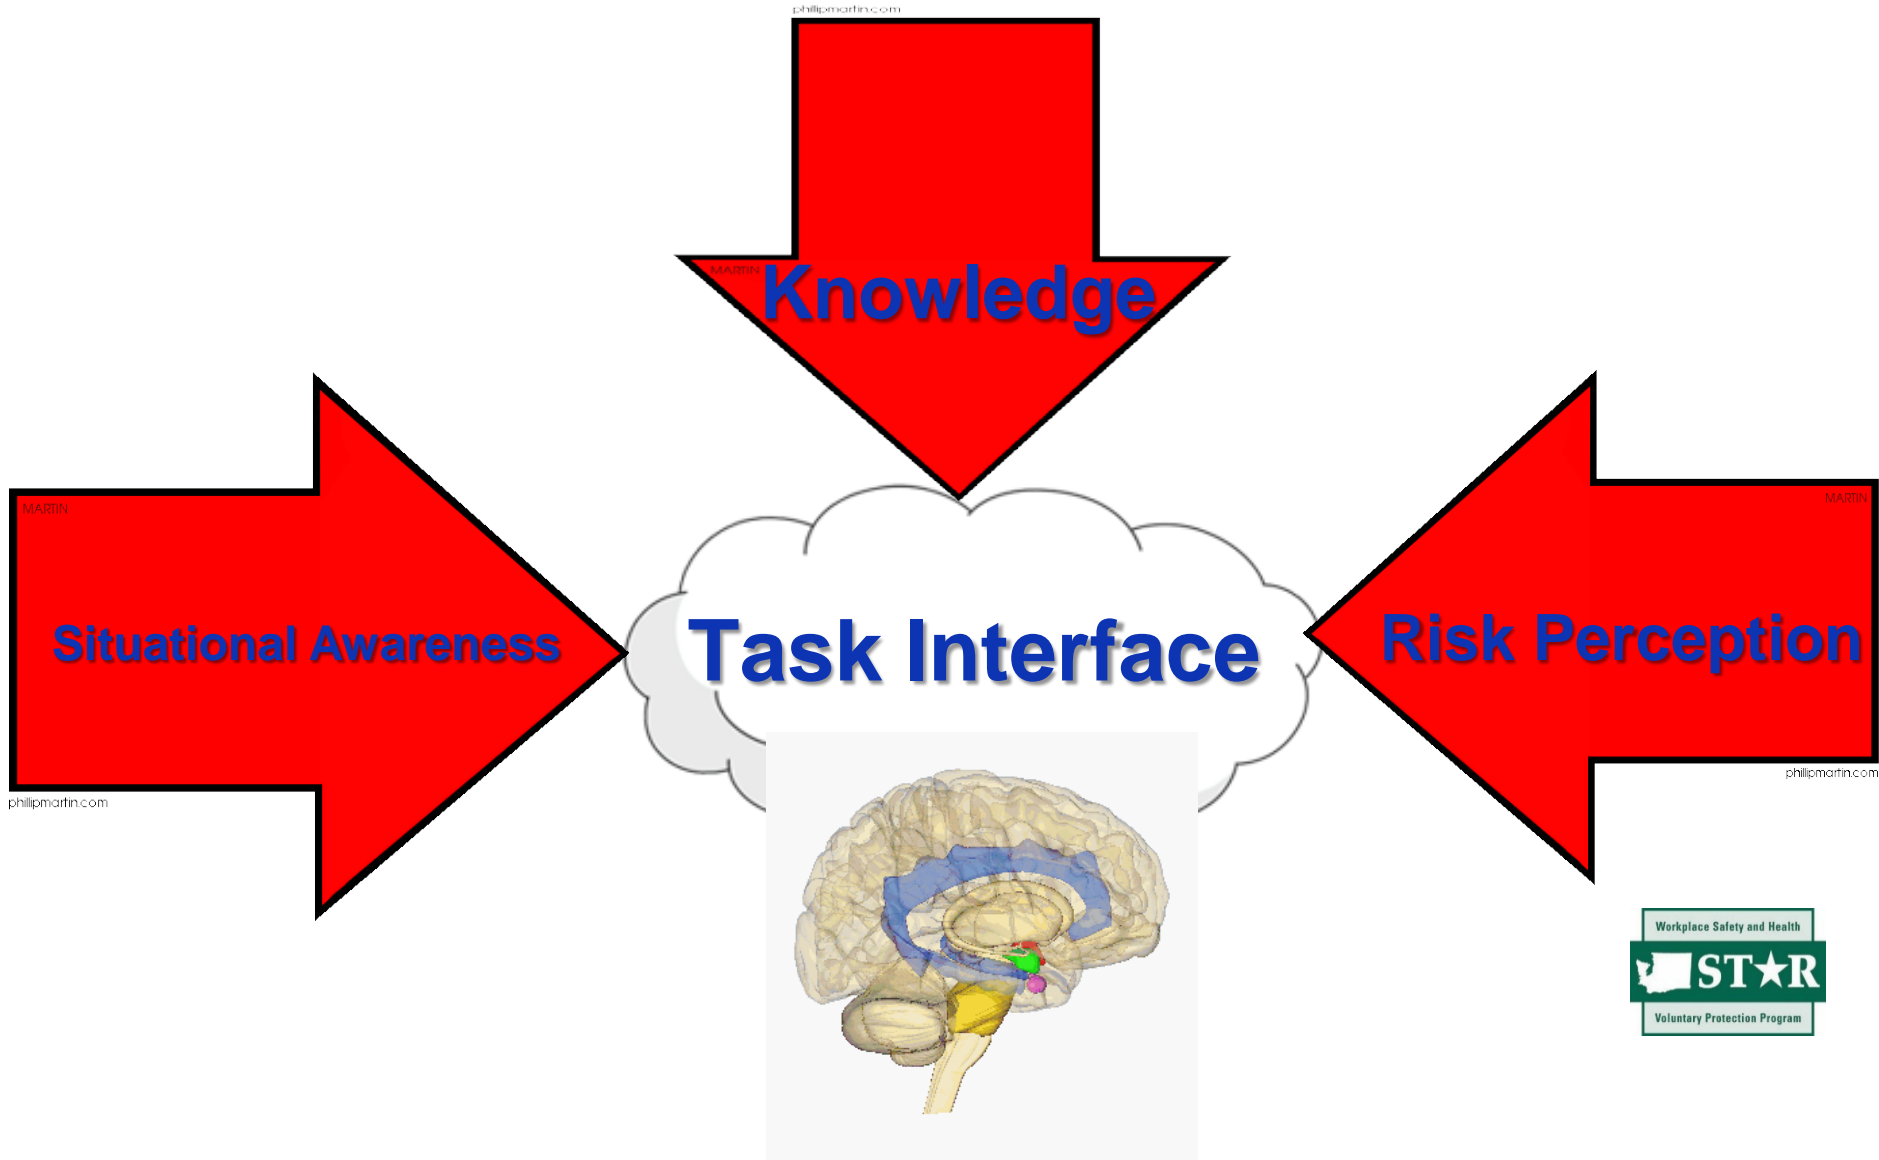 phillipmartin.com
MARTIN
Knowledge
MARTIN
MARTIN
Situational Awareness
Task Interface
Risk Perception
phillipmartin.com
phillipmartin.com
Workplace Safety and Health
ST★R
Voluntary Protection Program